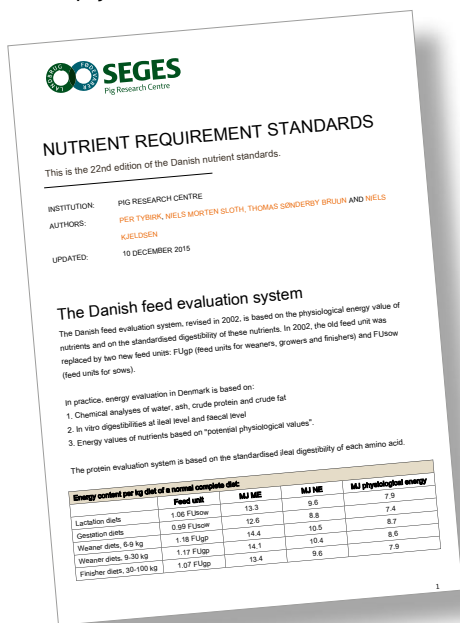 LANDBRUG FØDEVARER
SEGES
Pig Research Centre
NUTRIENT REQUIREMENT STANDARDS
This is the 22nd edition of the Danish nutrient standards.
INSTITUTION: PIG RESEARCH CENTRE
AUTHORS: PER TYBIRK, NIELS MORTEN SLOTH, THOMAS SØNDERBY BRUUN AND NIELS
KJELDSEN
UPDATED: 10 DECEMBER 2015
The Danish feed evaluation system
The Danish feed evaluation system, revised in 2002, is based on the physiological energy value of
nutrients and on the standardised digestibility of these nutrients. In 2002, the old feed unit was
replaced by two new feed units: FUgp (feed units for weaners, growers and finishers) and FUsow
(feed units for sows).
In practice, energy evaluation in Denmark is based on:
1. Chemical analyses of water, ash, crude protein and crude fat
2. In vitro digestibilities at ileal level and faecal level
3. Energy values of nutrients based on "potential physiological values".
The protein evaluation system is based on the standardised ileal digestibility of each amino acid.
Energy content per kg diet of a normal complete diet:
Feed unit MJ ME MJ NE MJ physiological energy
Lactation diets 1.06 FUsow 13.3 9.6 7.9
Gestation diets 0.99 FUsow 12.6 8.8 7.4
Weaner diets, 6-9 kg 1.18 FUgp 14.4 10.5 8.7
Weaner diets, 9-30 kg 1.17 FUgp 14.1 10.4 8.6
Finisher diets, 30-100 kg 1.07 FUgp 13.4 9.6 7.9
1